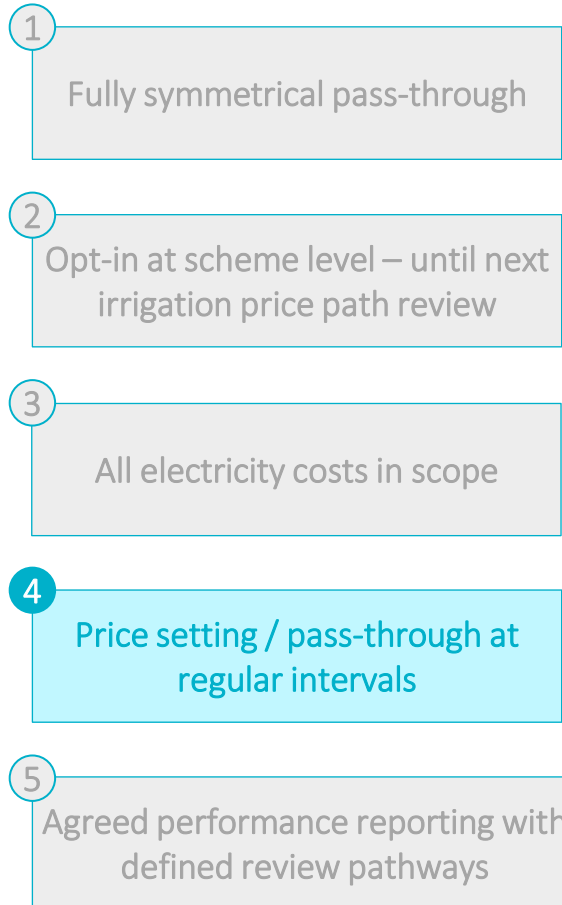 1
Fully symmetrical pass-through
2
Opt-in at scheme level – until next
irrigation price path review
3
All electricity costs in scope
4
Price setting / pass-through at
regular intervals
5
Agreed performance reporting with
defined review pathways